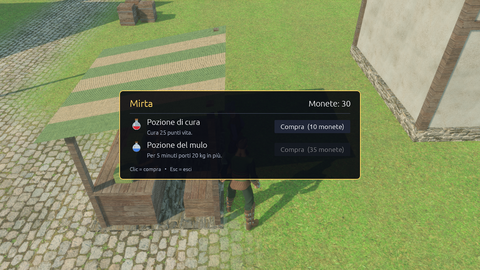 Mirta
Monete: 30
Pozione di cura
Cura 25 punti vita.
Compra (10 monete)
Pozione del mulo
Per 5 minuti porti 20 kg in più.
Compra (35 monete)
Clic = compra • Esc = esci